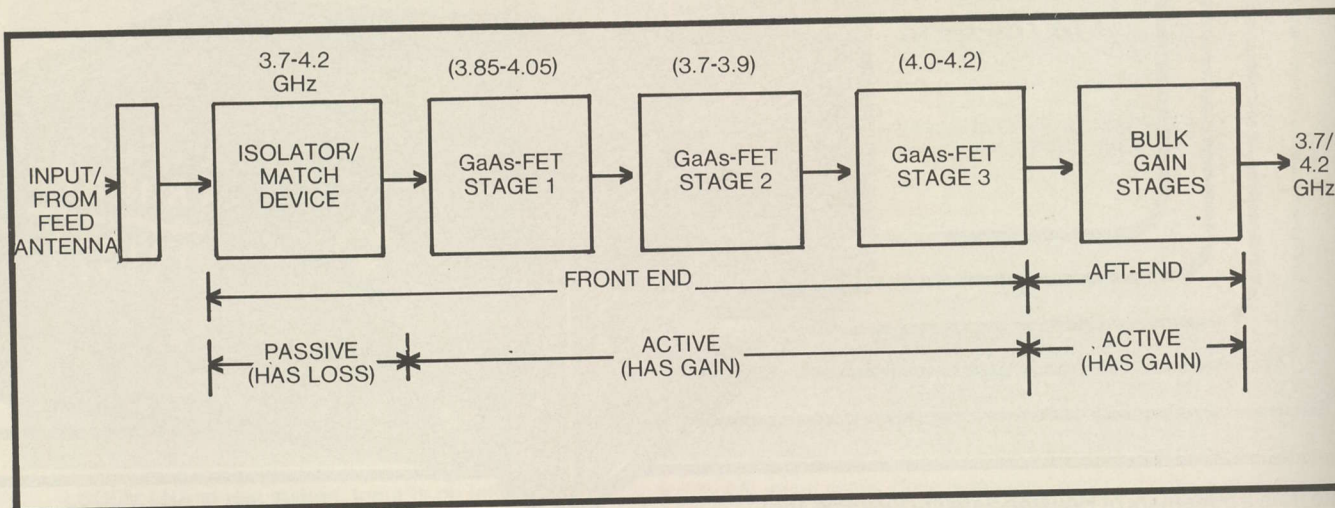 3.7-4.2
GHz
(3.85-4.05)
(3.7-3.9)
(4.0-4.2)
INPUT/
FROM
FEED
ANTENNA
ISOLATOR/
MATCH
DEVICE
GaAs-FET
STAGE 1
GaAs-FET
STAGE 2
GaAs-FET
STAGE 3
BULK
GAIN
STAGES
3.7/
4.2
GHz
FRONT END
AFT-END
PASSIVE
(HAS LOSS)
ACTIVE
(HAS GAIN)
ACTIVE
(HAS GAIN)